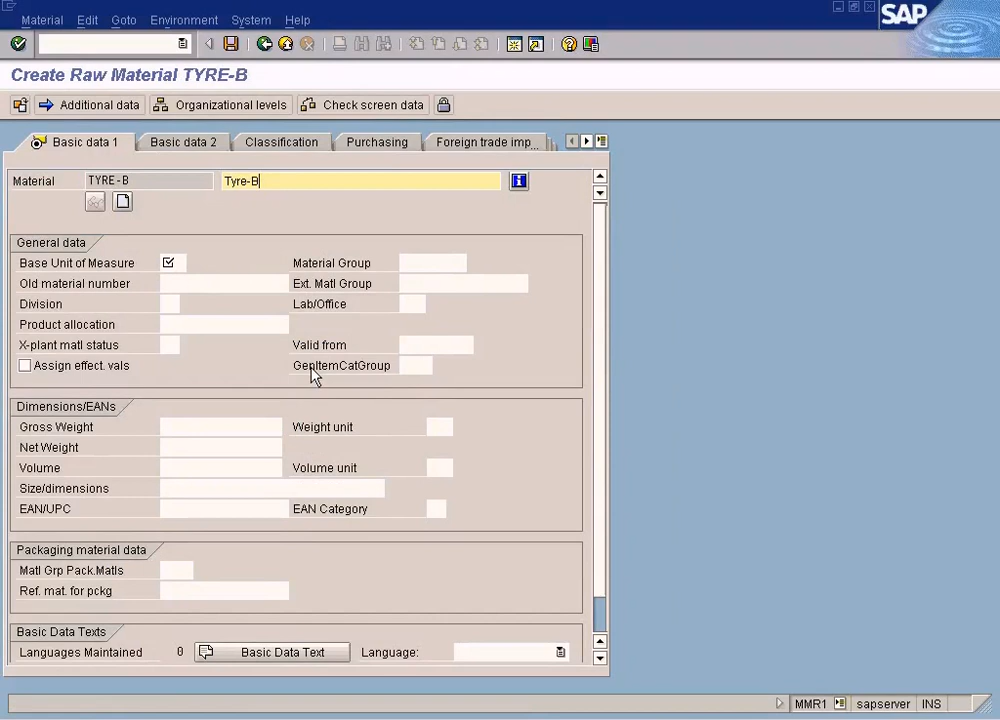 Material Edit Goto Environment System Help
SAP
Create Raw Material TYRE-B
Additional data Organizational levels Check screen data
Basic data 1 Basic data 2 Classification Purchasing Foreign trade imp...
Material TYRE-B Tyre-B
General data
Base Unit of Measure Material Group
Old material number Ext. Matl Group
Division Lab/Office
Product allocation
X-plant matl status Valid from
Assign effect. vals GenItemCatGroup
Dimensions/EANs
Gross Weight Weight unit
Net Weight
Volume Volume unit
Size/dimensions
EAN/UPC EAN Category
Packaging material data
Matl Grp Pack.Matls
Ref. mat. for pckg
Basic Data Texts
Languages Maintained 0 Basic Data Text Language:
MMR1 sapserver INS